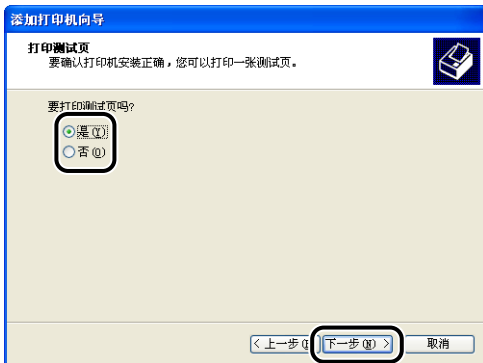 添加打印机向导
打印测试页
要确认打印机安装正确，您可以打印一张测试页。
要打印测试页吗?
是(Y)
否(O)
< 上一步(B)
下一步(N) >
取消